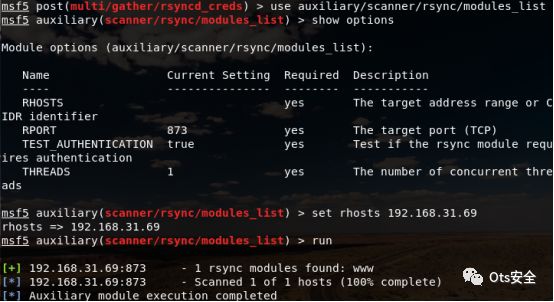 msf5 post(multi/gather/rsyncd_creds) > use auxiliary/scanner/rsync/modules_list
msf5 auxiliary(scanner/rsync/modules_list) > show options
Module options (auxiliary/scanner/rsync/modules_list):
Name Current Setting Required Description
---- --------------- -------- -----------
RHOSTS yes The target address range or C
IDR identifier
RPORT 873 yes The target port (TCP)
TEST_AUTHENTICATION true yes Test if the rsync module requ
ires authentication
THREADS 1 yes The number of concurrent thre
ads
msf5 auxiliary(scanner/rsync/modules_list) > set rhosts 192.168.31.69
rhosts => 192.168.31.69
msf5 auxiliary(scanner/rsync/modules_list) > run
[+] 192.168.31.69:873 - 1 rsync modules found: www
[*] 192.168.31.69:873 - Scanned 1 of 1 hosts (100% complete)
[*] Auxiliary module execution completed
Ots安全